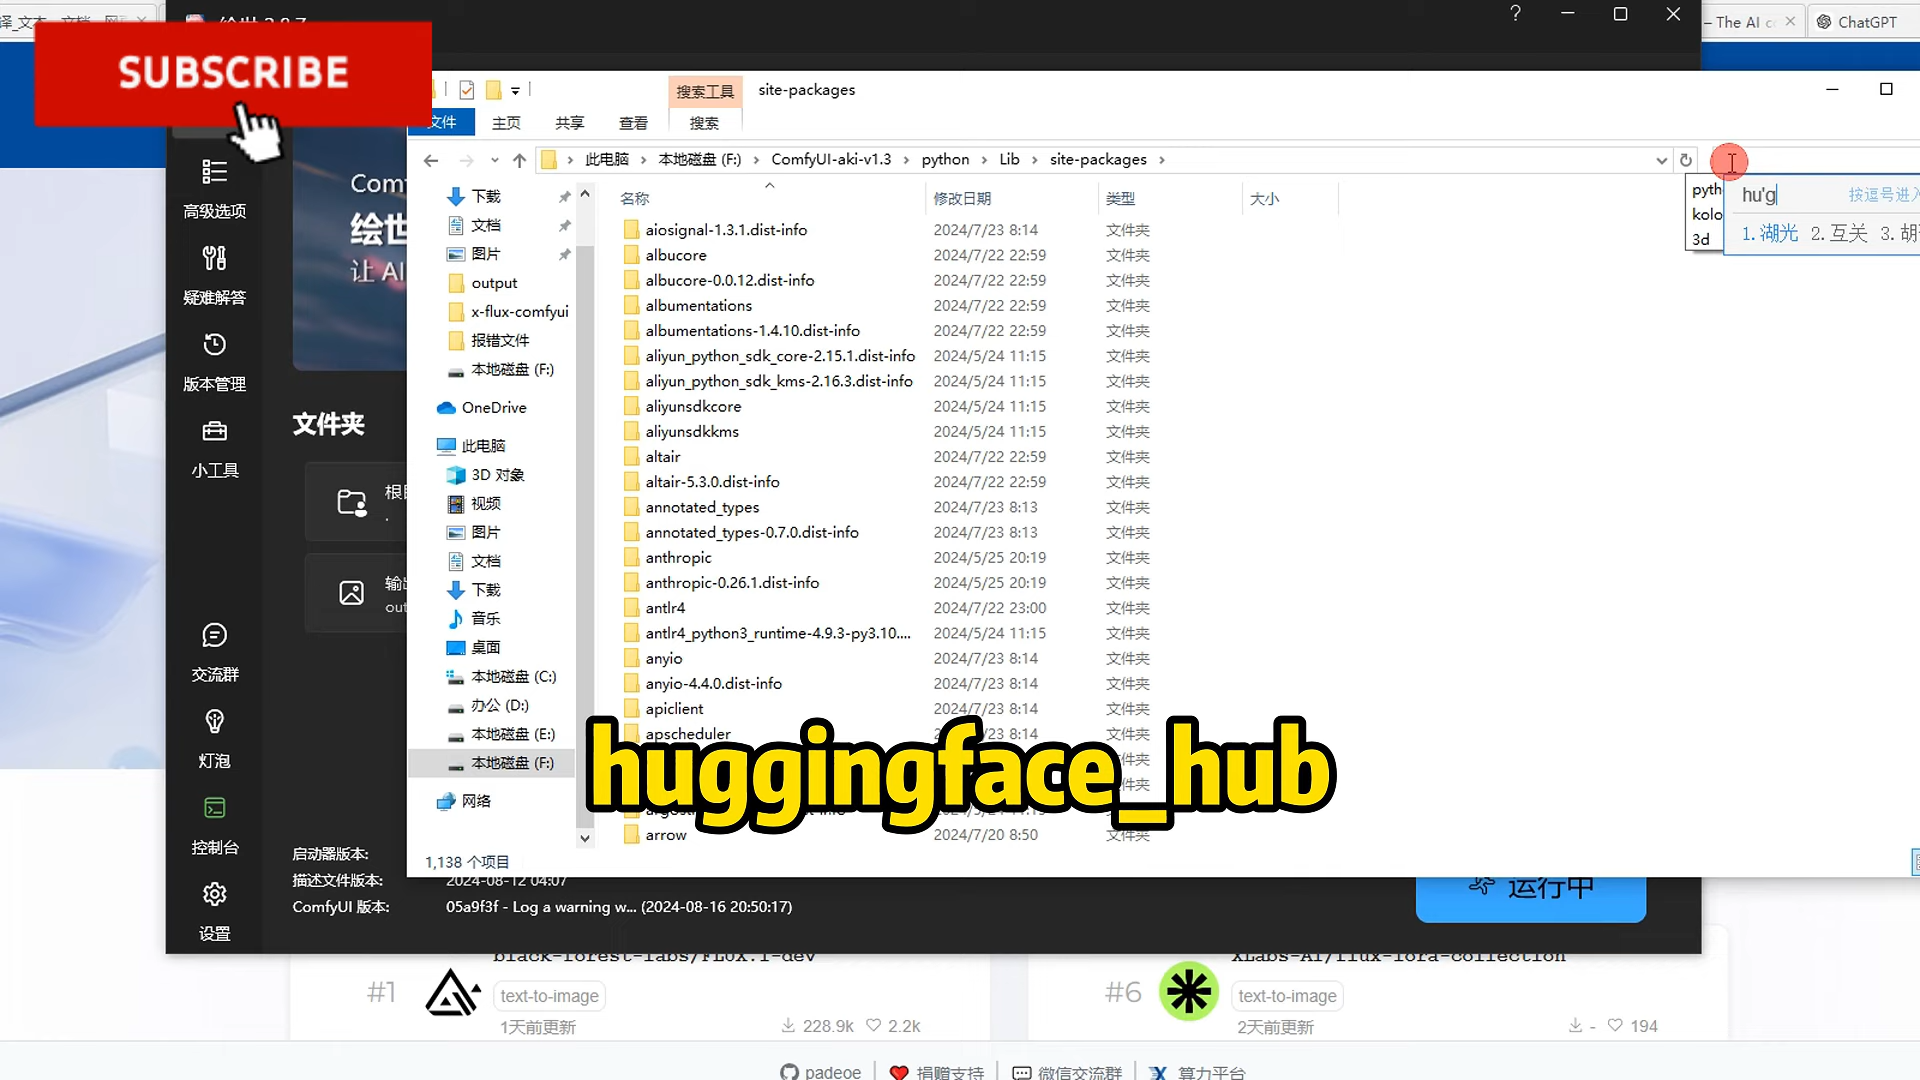 SUBSCRIBE
The AI
ChatGPT
搜索工具
site-packages
文件
主页
共享
查看
搜索
此电脑 > 本地磁盘 (F:) > ComfyUI-aki-v1.3 > python > Lib > site-packages >
kolo
3d
hu'g
按逗号进入
1.湖光 2.互关 3.胡
名称
修改日期
类型
大小
高级选项
疑难解答
版本管理
小工具
交流群
灯泡
控制台
设置
让 AI
文件夹
下载
文档
图片
output
x-flux-comfyui
报错文件
本地磁盘 (F:)
OneDrive
此电脑
3D 对象
视频
图片
文档
下载
音乐
桌面
本地磁盘 (C:)
办公 (D:)
本地磁盘 (E:)
本地磁盘 (F:)
网络
aiosignal-1.3.1.dist-info 2024/7/23 8:14 文件夹
albucore 2024/7/22 22:59 文件夹
albucore-0.0.12.dist-info 2024/7/22 22:59 文件夹
albumentations 2024/7/22 22:59 文件夹
albumentations-1.4.10.dist-info 2024/7/22 22:59 文件夹
aliyun_python_sdk_core-2.15.1.dist-info 2024/5/24 11:15 文件夹
aliyun_python_sdk_kms-2.16.3.dist-info 2024/5/24 11:15 文件夹
aliyunsdkcore 2024/5/24 11:15 文件夹
aliyunsdkkms 2024/5/24 11:15 文件夹
altair 2024/7/22 22:59 文件夹
altair-5.3.0.dist-info 2024/7/22 22:59 文件夹
annotated_types 2024/7/23 8:13 文件夹
annotated_types-0.7.0.dist-info 2024/7/23 8:13 文件夹
anthropic 2024/5/25 20:19 文件夹
anthropic-0.26.1.dist-info 2024/5/25 20:19 文件夹
antlr4 2024/7/22 23:00 文件夹
antlr4_python3_runtime-4.9.3-py3.10.... 2024/5/24 11:15 文件夹
anyio 2024/7/23 8:14 文件夹
anyio-4.4.0.dist-info 2024/7/23 8:14 文件夹
apiclient 2024/7/23 8:14 文件夹
apscheduler 2024/7/23 8:14 文件夹
huggingface_hub
arrow 2024/7/20 8:50 文件夹
1,138 个项目
启动器版本:
描述文件版本: 2024-08-12 04:07
ComfyUI 版本: 05a9f3f - Log a warning w... (2024-08-16 20:50:17)
运行中
#1
black-forest-labs/FLUX.1-dev
text-to-image
1天前更新
228.9k
2.2k
#6
XLabs-AI/flux-lora-collection
text-to-image
2天前更新
-
194
padeoe
捐赠支持
微信交流群
算力平台